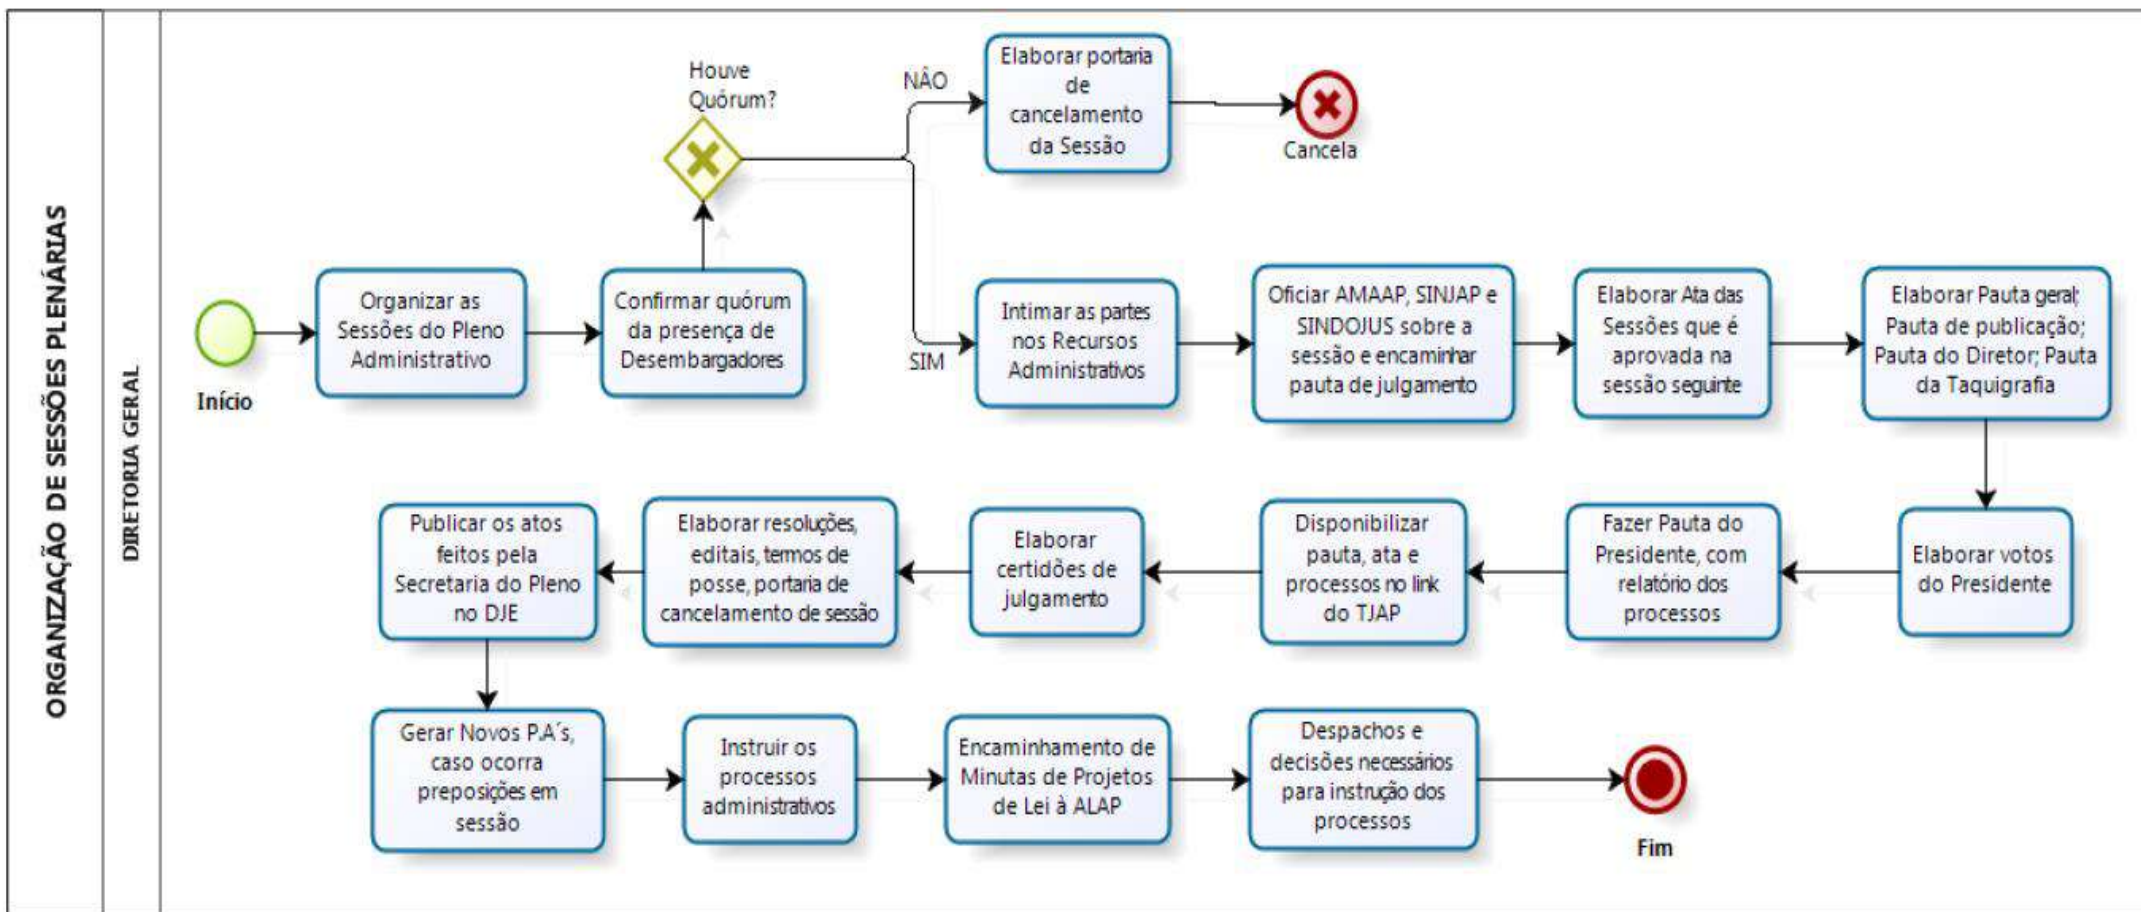 ORGANIZAÇÃO DE SESSÕES PLENÁRIAS
DIRETORIA GERAL
Início
Organizar as
Sessões do Pleno
Administrativo
Confirmar quórum
da presença de
Desembargadores
Houve
Quórum?
NÂO
Elaborar portaria
de
cancelamento
da Sessão
Cancela
SIM
Intimar as partes
nos Recursos
Administrativos
Oficiar AMAAP, SINJAP e
SINDOJUS sobre a
sessão e encaminhar
pauta de julgamento
Elaborar Ata das
Sessões que é
aprovada na
sessão seguinte
Elaborar Pauta geral;
Pauta de publicação;
Pauta do Diretor; Pauta
da Taquigrafia
Elaborar votos
do Presidente
Fazer Pauta do
Presidente, com
relatório dos
processos
Disponibilizar
pauta, ata e
processos no link
do TJAP
Elaborar
certidões de
julgamento
Elaborar resoluções,
editais, termos de
posse, portaria de
cancelamento de sessão
Publicar os atos
feitos pela
Secretaria do Pleno
no DJE
Gerar Novos P.A´s,
caso ocorra
preposições em
sessão
Instruir os
processos
administrativos
Encaminhamento de
Minutas de Projetos
de Lei à ALAP
Despachos e
decisões necessários
para instrução dos
processos
Fim